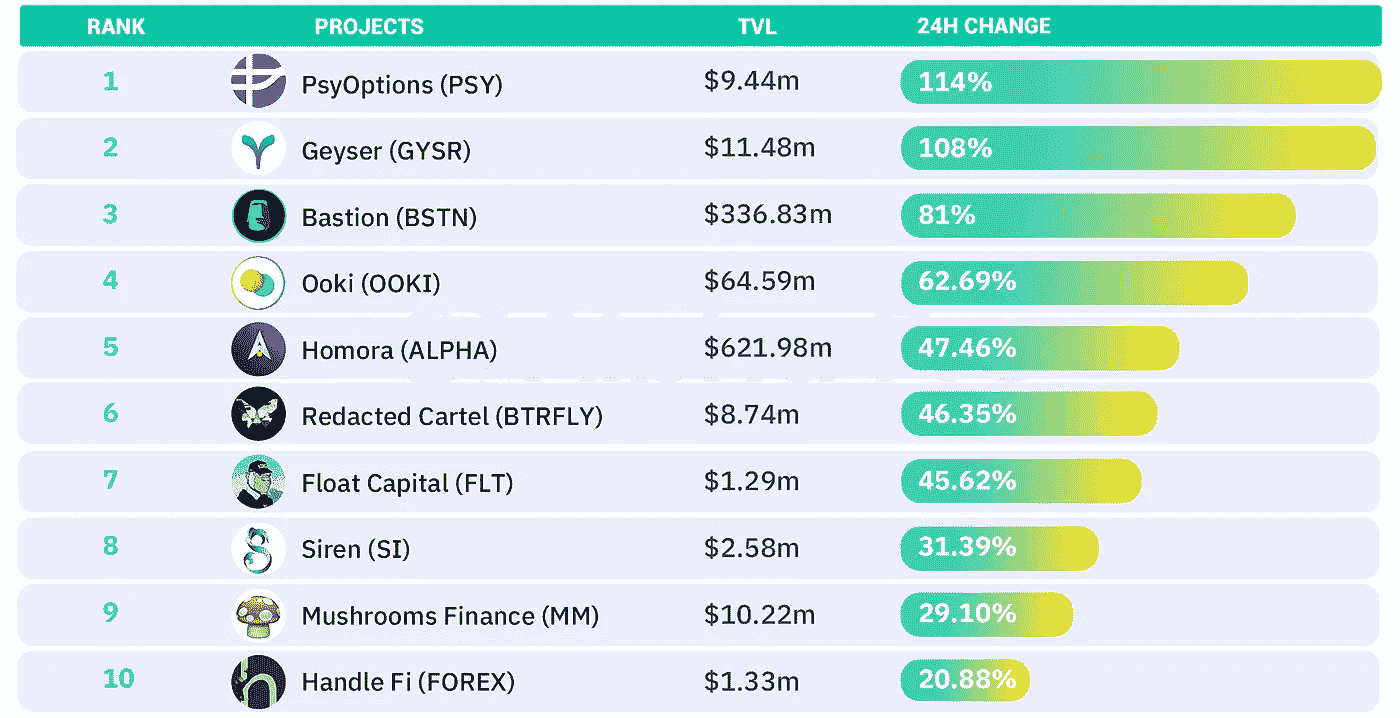 RANK PROJECTS TVL 24H CHANGE
1 PsyOptions (PSY) $9.44m 114%
2 Geyser (GYSR) $11.48m 108%
3 Bastion (BSTN) $336.83m 81%
4 Ooki (OOKI) $64.59m 62.69%
5 Homora (ALPHA) $621.98m 47.46%
6 Redacted Cartel (BTRFLY) $8.74m 46.35%
7 Float Capital (FLT) $1.29m 45.62%
8 Siren (SI) $2.58m 31.39%
9 Mushrooms Finance (MM) $10.22m 29.10%
10 Handle Fi (FOREX) $1.33m 20.88%